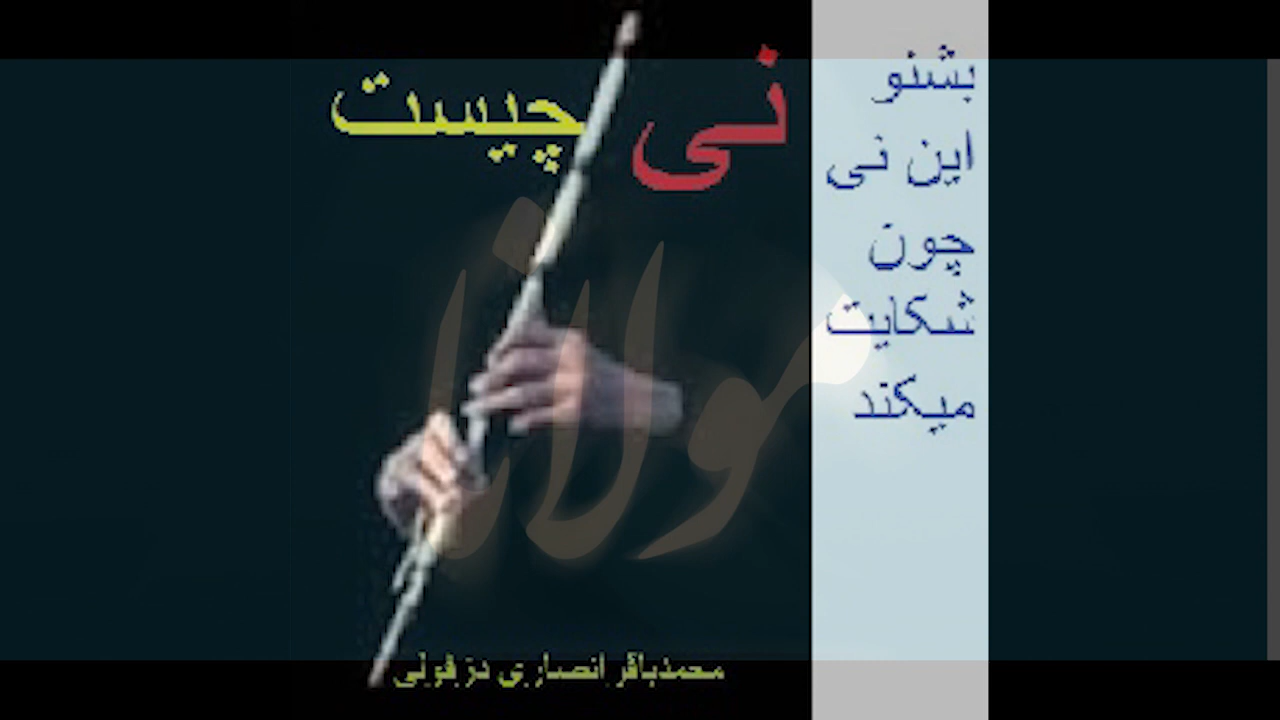 نی چیست
بشنو
این نی
چون
شکایت
میکند
مولانا
محمدباقر انصاری دزفولی